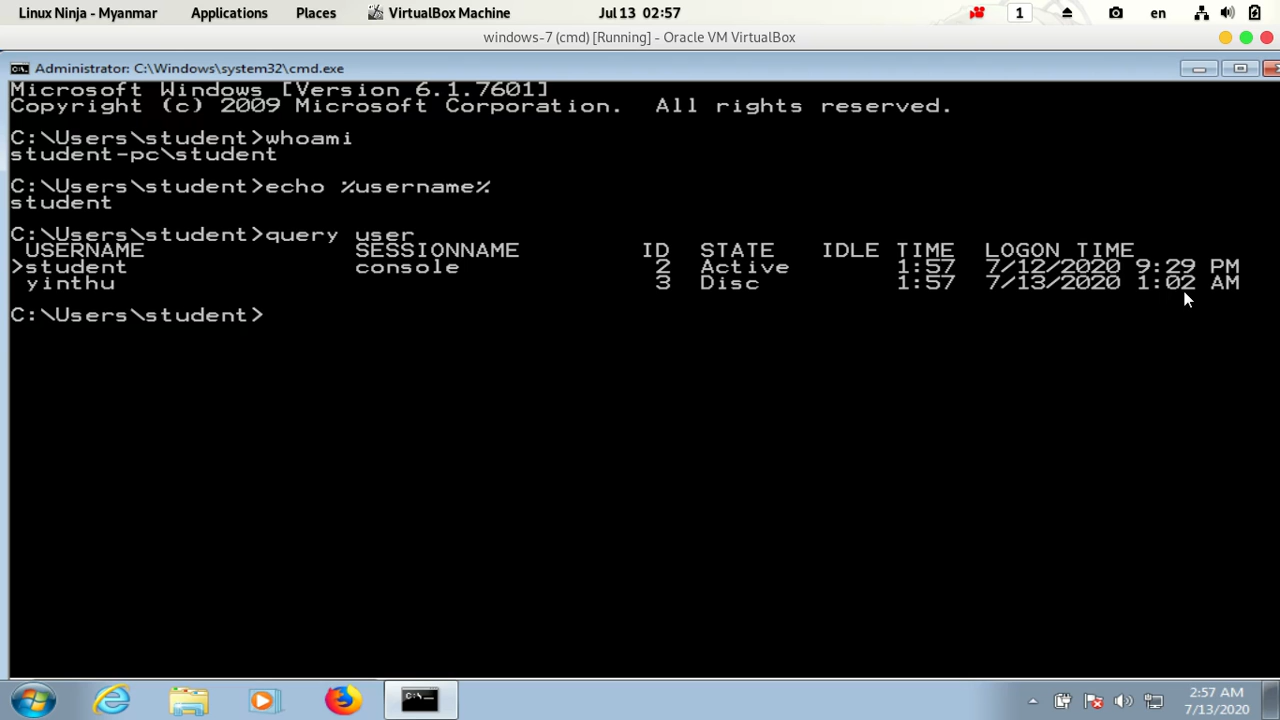 Linux Ninja - Myanmar Applications Places VirtualBox Machine Jul 13 02:57 1 en
windows-7 (cmd) [Running] - Oracle VM VirtualBox
Administrator: C:\Windows\system32\cmd.exe
Microsoft Windows [Version 6.1.7601]
Copyright (c) 2009 Microsoft Corporation.  All rights reserved.
C:\Users\student>whoami
student-pc\student
C:\Users\student>echo %username%
student
C:\Users\student>query user
USERNAME SESSIONNAME ID STATE IDLE TIME LOGON TIME
>student console 2 Active 1:57 7/12/2020 9:29 PM
yinthu 3 Disc 1:57 7/13/2020 1:02 AM
C:\Users\student>
2:57 AM
7/13/2020